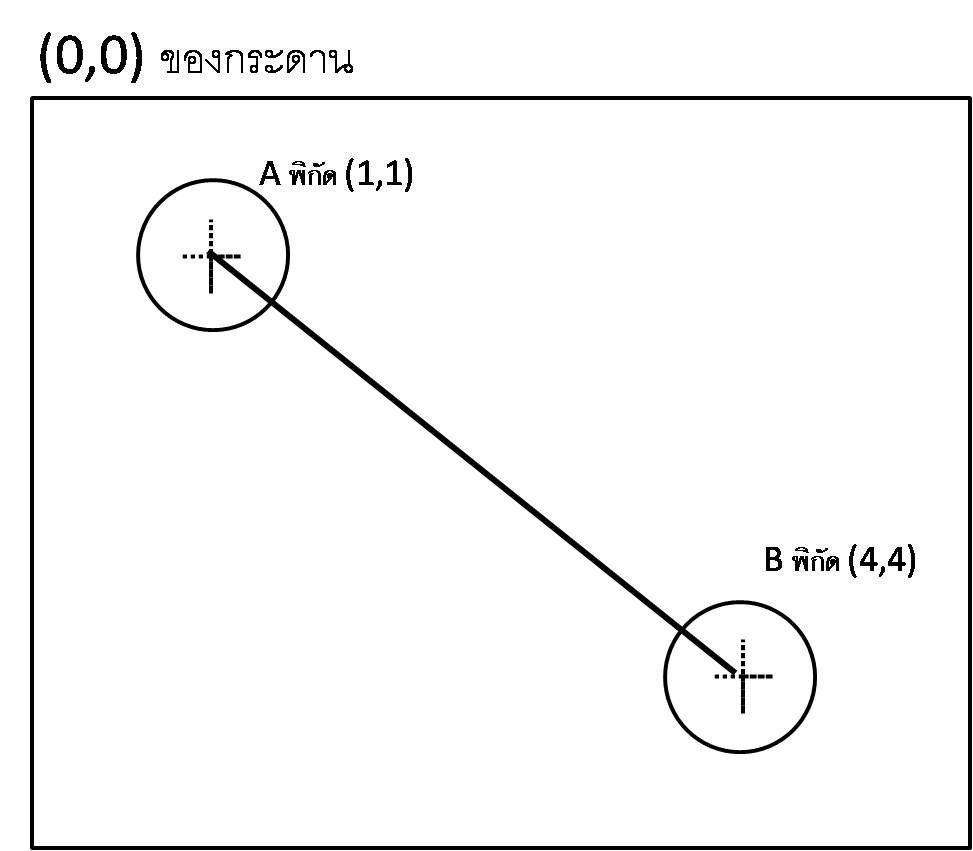 (0,0) ของกระดาน
A พิกัด (1,1)
B พิกัด (4,4)